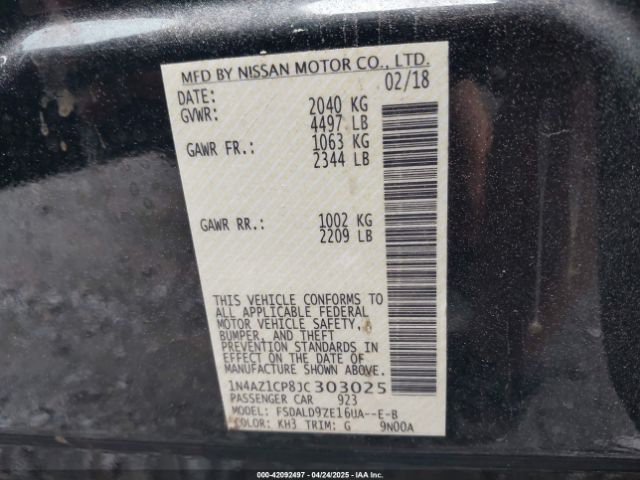 MFD BY NISSAN MOTOR CO., LTD.
DATE: 02/18
GVWR: 2040 KG
4497 LB
GAWR FR.: 1063 KG
2344 LB
GAWR RR.: 1002 KG
2209 LB
THIS VEHICLE CONFORMS TO
ALL APPLICABLE FEDERAL
MOTOR VEHICLE SAFETY,
BUMPER, AND THEFT
PREVENTION STANDARDS IN
EFFECT ON THE DATE OF
MANUFACTURE SHOWN ABOVE.
1N4AZ1CP8JC303025
PASSENGER CAR 923
MODEL: FSDALD9ZE16UA--E-B
COLOR: KH3 TRIM: G 9N00A
000-42092497 - 04/24/2025 - IAA Inc.